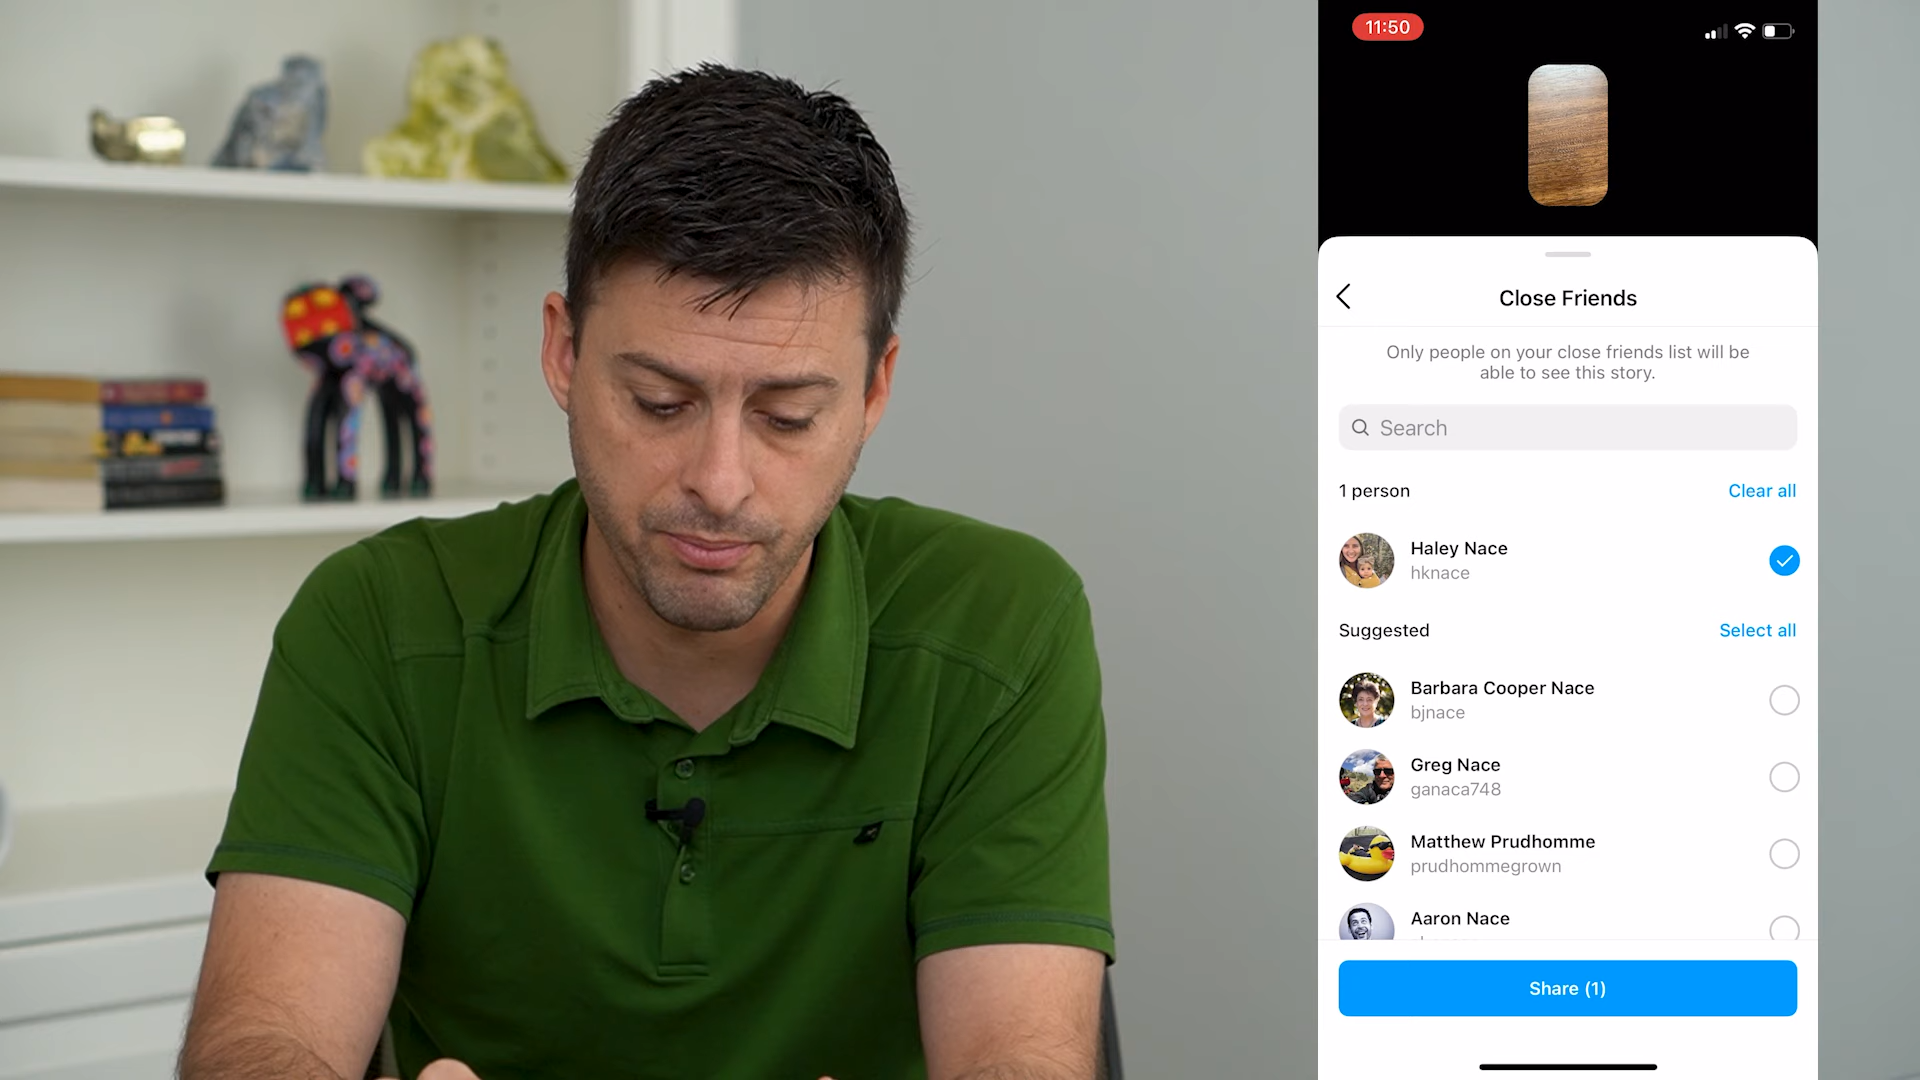 11:50
Close Friends
Only people on your close friends list will be
able to see this story.
Search
1 person
Clear all
Haley Nace
hknace
Suggested
Select all
Barbara Cooper Nace
bjnace
Greg Nace
ganaca748
Matthew Prudhomme
prudhommegrown
Aaron Nace
Share (1)